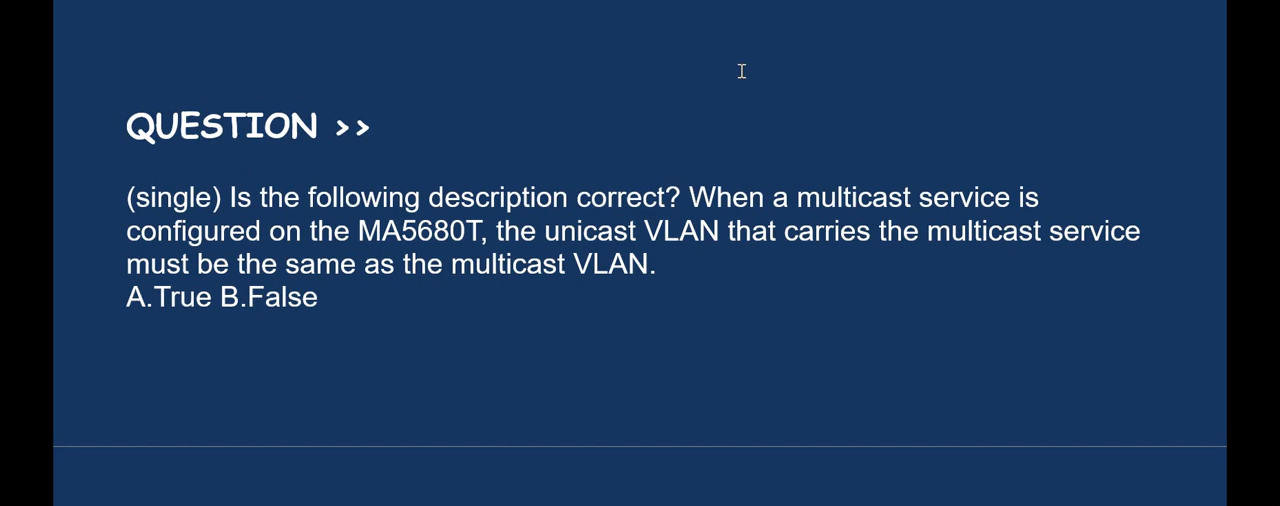 QUESTION >>
(single) Is the following description correct? When a multicast service is
configured on the MA5680T, the unicast VLAN that carries the multicast service
must be the same as the multicast VLAN.
A.True B.False